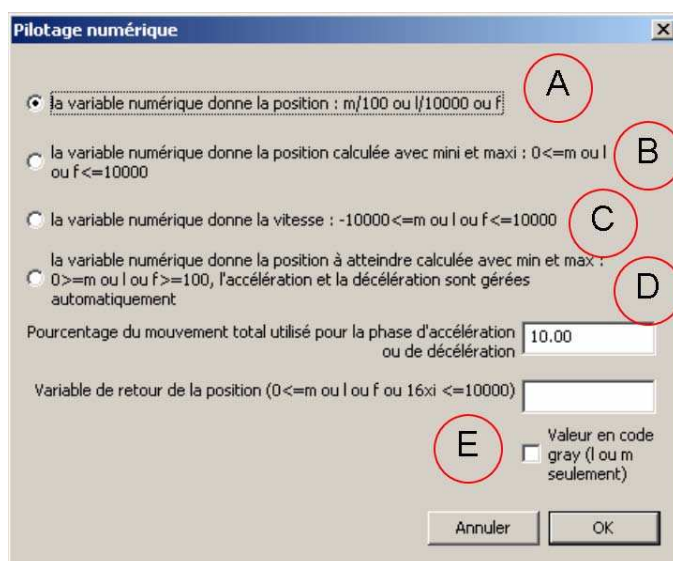 Pilotage numérique
A
la variable numérique donne la position : m/100 ou l/10000 ou f
la variable numérique donne la position calculée avec mini et maxi : 0<=m ou l
ou f<=10000
B
la variable numérique donne la vitesse : -10000<=m ou l ou f<=10000
C
la variable numérique donne la position à atteindre calculée avec min et max :
0>=m ou l ou f>=100, l'accélération et la décélération sont gérées
automatiquement
D
Pourcentage du mouvement total utilisé pour la phase d'accélération
ou de décélération
10.00
Variable de retour de la position (0<=m ou l ou f ou 16xi <=10000)
E
Valeur en code
gray (l ou m
seulement)
Annuler
OK